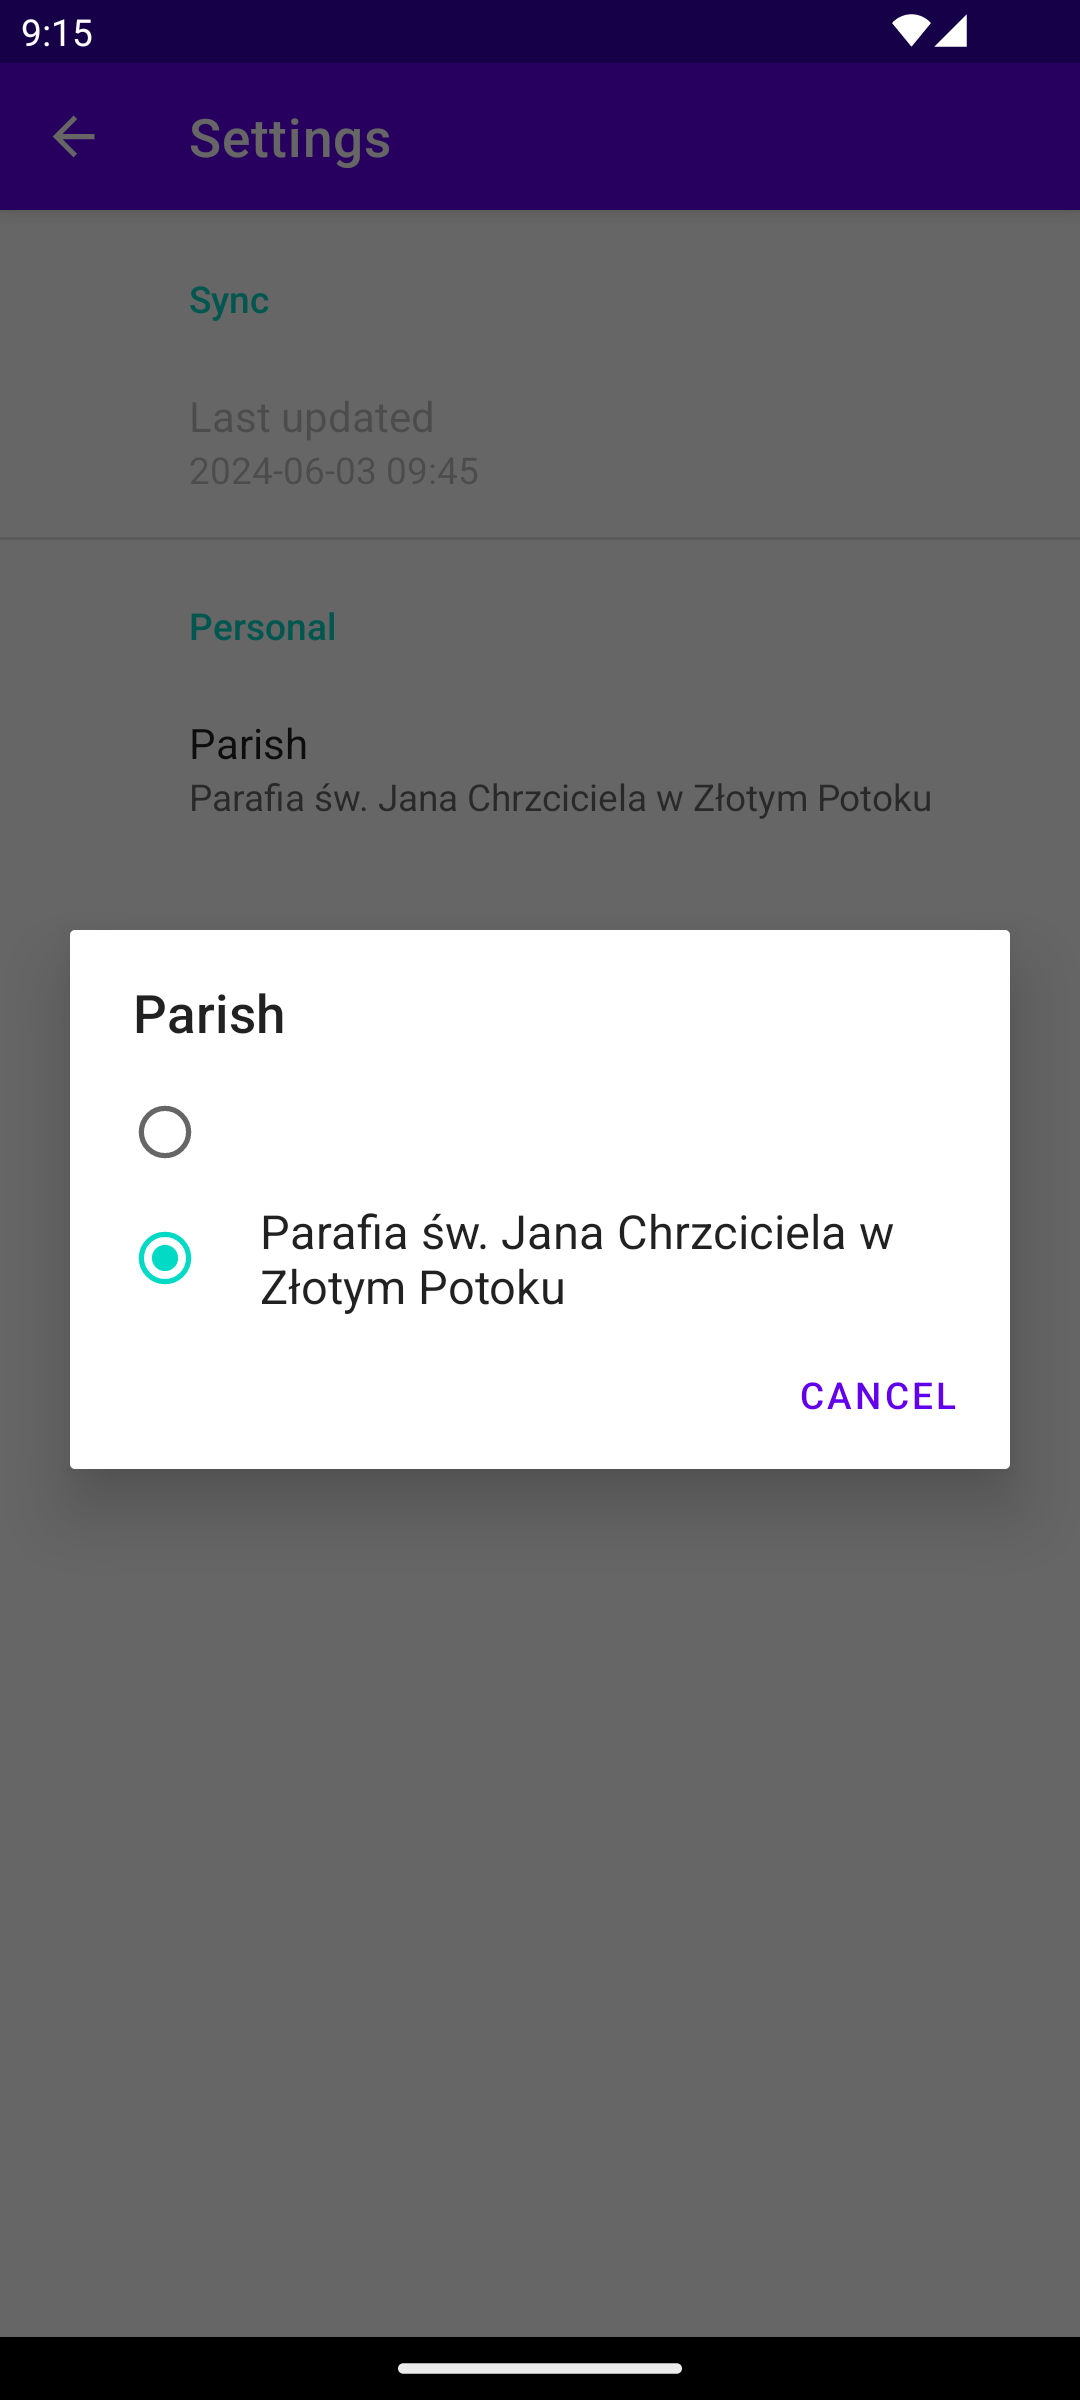 9:15
Settings
Sync
Last updated
2024-06-03 09:45
Personal
Parish
Parafia św. Jana Chrzciciela w Złotym Potoku
Parish
Parafia św. Jana Chrzciciela w
Złotym Potoku
CANCEL